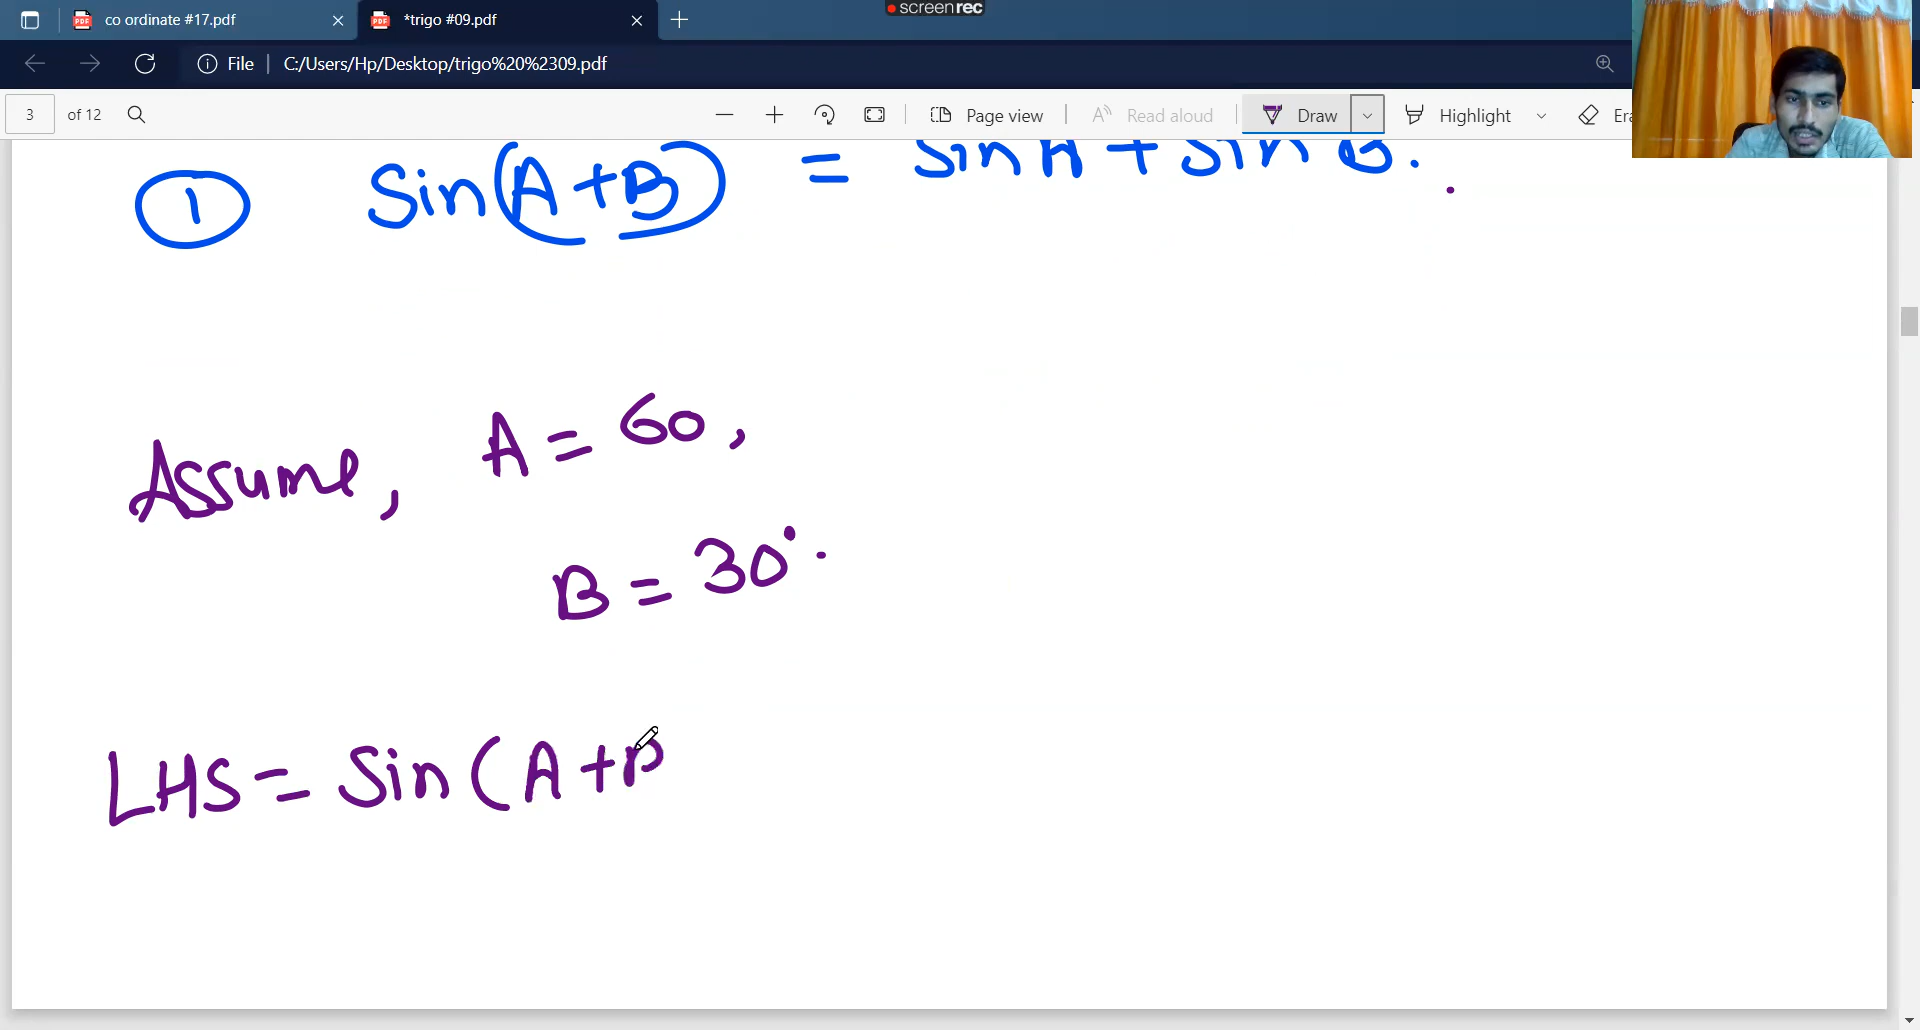 co ordinate #17.pdf
*trigo #09.pdf
screenrec
File
C:/Users/Hp/Desktop/trigo%20%2309.pdf
3 of 12
Page view
Read aloud
Draw
Highlight
① Sin(A+B) = Sin A + Sin B.
Assume, A = 60,
B = 30°.
LHS = Sin(A+